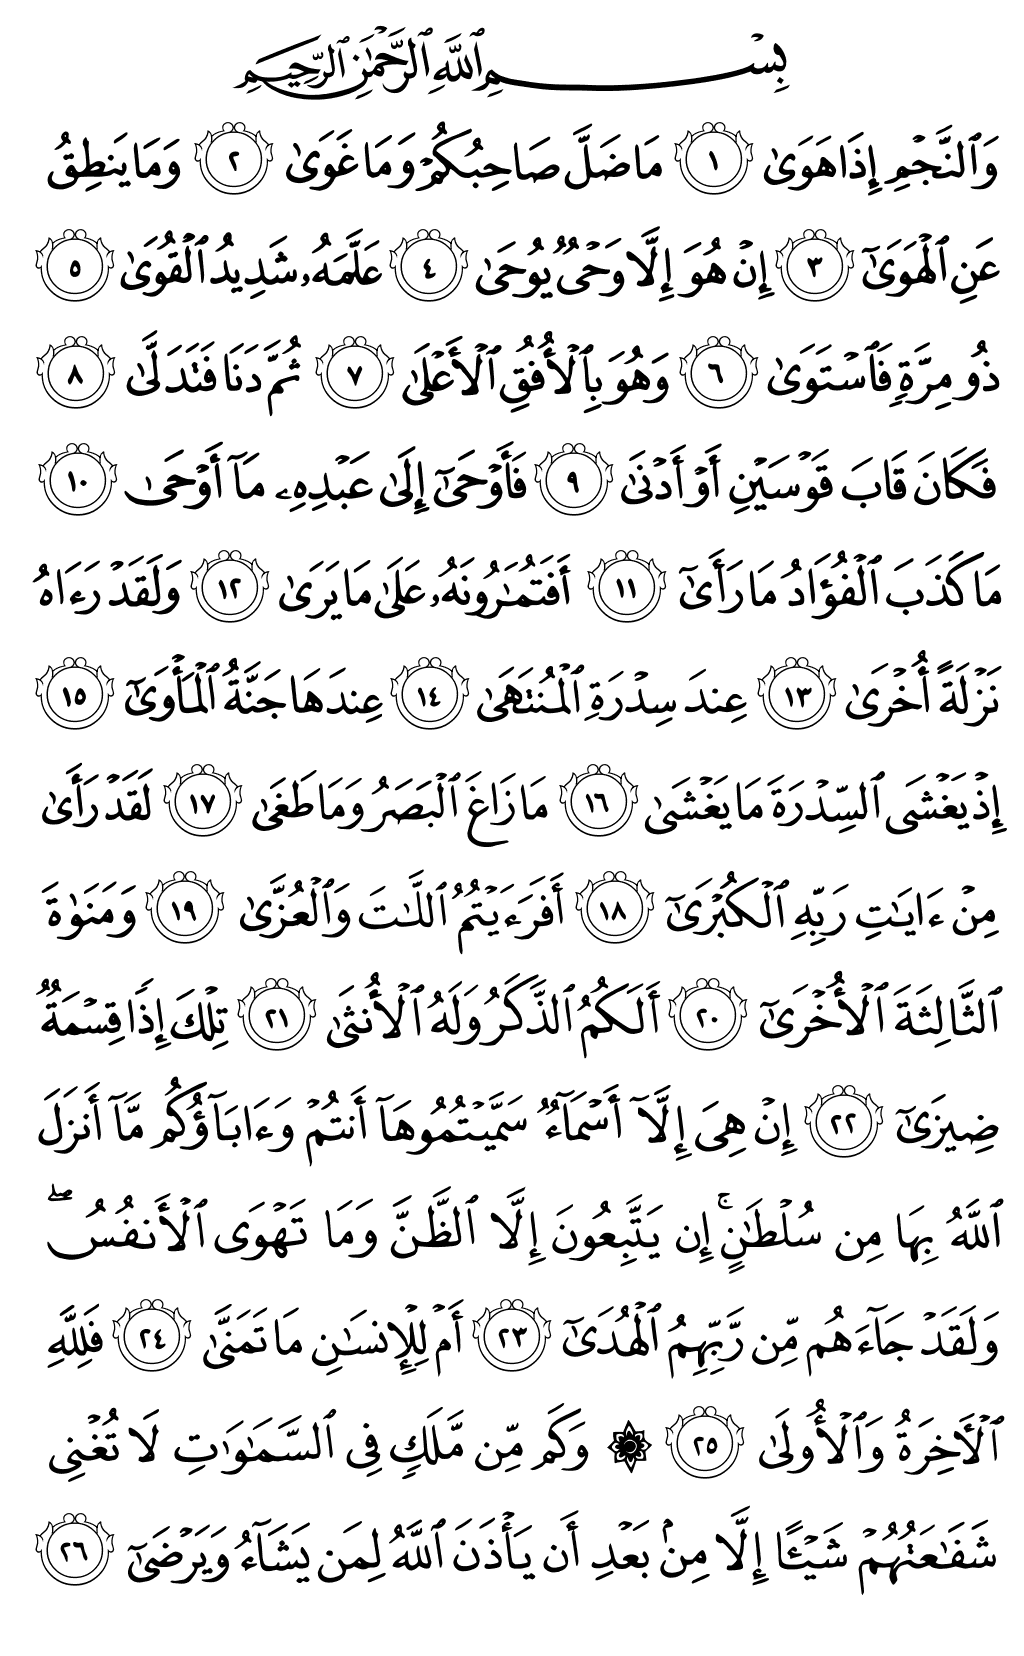 بِسْمِ ٱللَّهِ ٱلرَّحْمَٰنِ ٱلرَّحِيمِ
وَٱلنَّجْمِ إِذَا هَوَىٰ ١ مَا ضَلَّ صَاحِبُكُمْ وَمَا غَوَىٰ ٢ وَمَا يَنطِقُ
عَنِ ٱلْهَوَىٰٓ ٣ إِنْ هُوَ إِلَّا وَحْىٌ يُوحَىٰ ٤ عَلَّمَهُۥ شَدِيدُ ٱلْقُوَىٰ ٥
ذُو مِرَّةٍ فَٱسْتَوَىٰ ٦ وَهُوَ بِٱلْأُفُقِ ٱلْأَعْلَىٰ ٧ ثُمَّ دَنَا فَتَدَلَّىٰ ٨
فَكَانَ قَابَ قَوْسَيْنِ أَوْ أَدْنَىٰ ٩ فَأَوْحَىٰٓ إِلَىٰ عَبْدِهِۦ مَآ أَوْحَىٰ ١٠
مَا كَذَبَ ٱلْفُؤَادُ مَا رَأَىٰٓ ١١ أَفَتُمَٰرُونَهُۥ عَلَىٰ مَا يَرَىٰ ١٢ وَلَقَدْ رَءَاهُ
نَزْلَةً أُخْرَىٰ ١٣ عِندَ سِدْرَةِ ٱلْمُنتَهَىٰ ١٤ عِندَهَا جَنَّةُ ٱلْمَأْوَىٰٓ ١٥
إِذْ يَغْشَى ٱلسِّدْرَةَ مَا يَغْشَىٰ ١٦ مَا زَاغَ ٱلْبَصَرُ وَمَا طَغَىٰ ١٧ لَقَدْ رَأَىٰ
مِنْ ءَايَٰتِ رَبِّهِ ٱلْكُبْرَىٰٓ ١٨ أَفَرَءَيْتُمُ ٱللَّٰتَ وَٱلْعُزَّىٰ ١٩ وَمَنَوٰةَ
ٱلثَّالِثَةَ ٱلْأُخْرَىٰٓ ٢٠ أَلَكُمُ ٱلذَّكَرُ وَلَهُ ٱلْأُنثَىٰ ٢١ تِلْكَ إِذًا قِسْمَةٌ
ضِيزَىٰٓ ٢٢ إِنْ هِىَ إِلَّآ أَسْمَآءٌ سَمَّيْتُمُوهَآ أَنتُمْ وَءَابَآؤُكُم مَّآ أَنزَلَ
ٱللَّهُ بِهَا مِن سُلْطَٰنٍ ۚ إِن يَتَّبِعُونَ إِلَّا ٱلظَّنَّ وَمَا تَهْوَى ٱلْأَنفُسُ ۖ
وَلَقَدْ جَآءَهُم مِّن رَّبِّهِمُ ٱلْهُدَىٰٓ ٢٣ أَمْ لِلْإِنسَٰنِ مَا تَمَنَّىٰ ٢٤ فَلِلَّهِ
ٱلْءَاخِرَةُ وَٱلْأُولَىٰ ٢٥ ۞ وَكَم مِّن مَّلَكٍ فِى ٱلسَّمَٰوَٰتِ لَا تُغْنِى
شَفَٰعَتُهُمْ شَيْـًٔا إِلَّا مِنۢ بَعْدِ أَن يَأْذَنَ ٱللَّهُ لِمَن يَشَآءُ وَيَرْضَىٰٓ ٢٦